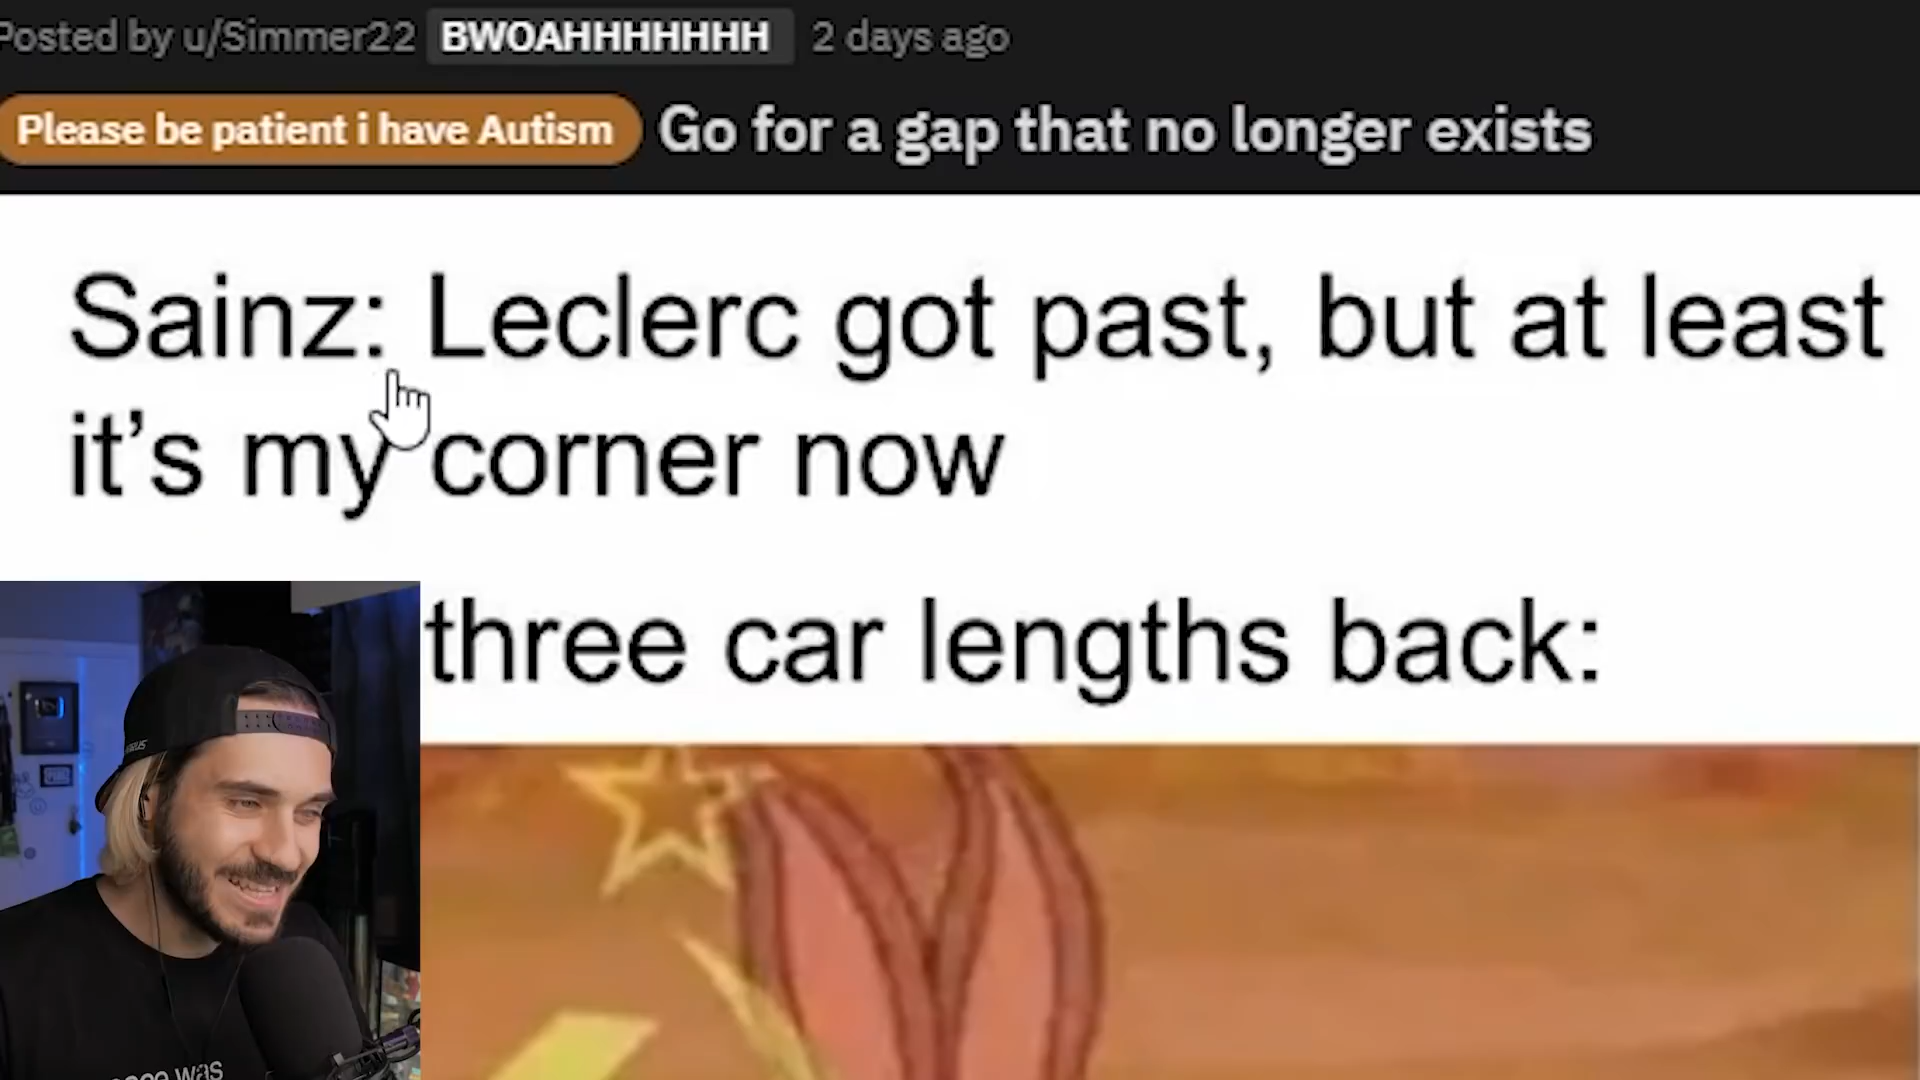 Posted by u/Simmer22 BWOAHHHHHHH 2 days ago
Please be patient i have Autism Go for a gap that no longer exists
Sainz: Leclerc got past, but at least
it’s my corner now
three car lengths back:
was